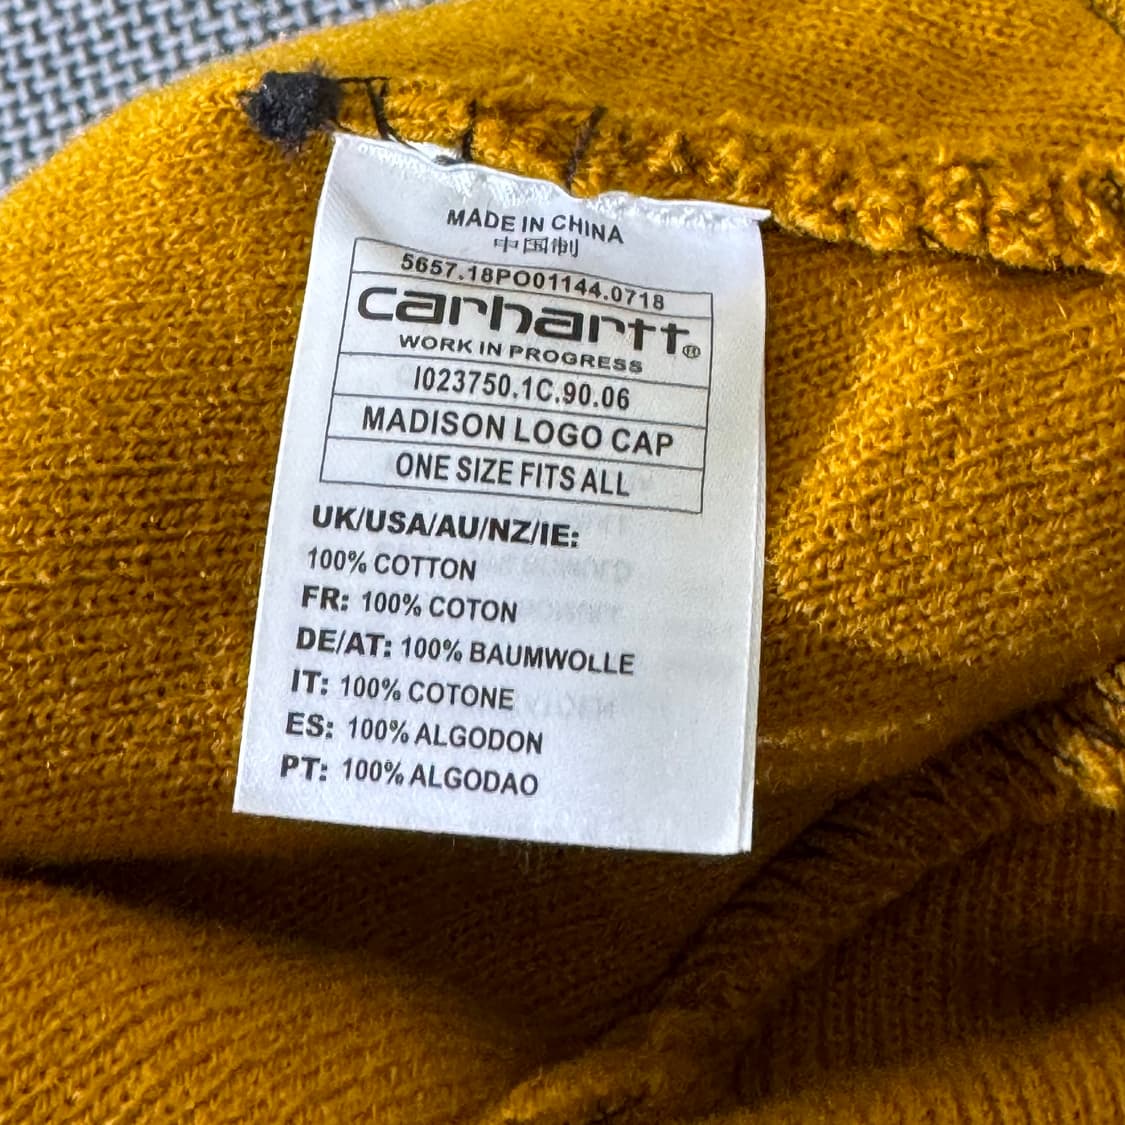 MADE IN CHINA
中国制
5657.18PO01144.0718
carhartt®
WORK IN PROGRESS
I023750.1C.90.06
MADISON LOGO CAP
ONE SIZE FITS ALL
UK/USA/AU/NZ/IE:
100% COTTON
FR: 100% COTON
DE/AT: 100% BAUMWOLLE
IT: 100% COTONE
ES: 100% ALGODON
PT: 100% ALGODAO